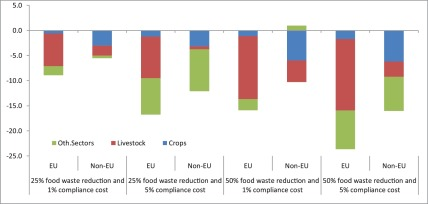 5.0
0.0
-5.0
-10.0
-15.0
-20.0
-25.0
Oth.Sectors Livestock Crops
EU Non-EU EU Non-EU EU Non-EU EU Non-EU
25% food waste reduction and 25% food waste reduction and 50% food waste reduction and 50% food waste reduction and
1% compliance cost 5% compliance cost 1% compliance cost 5% compliance cost